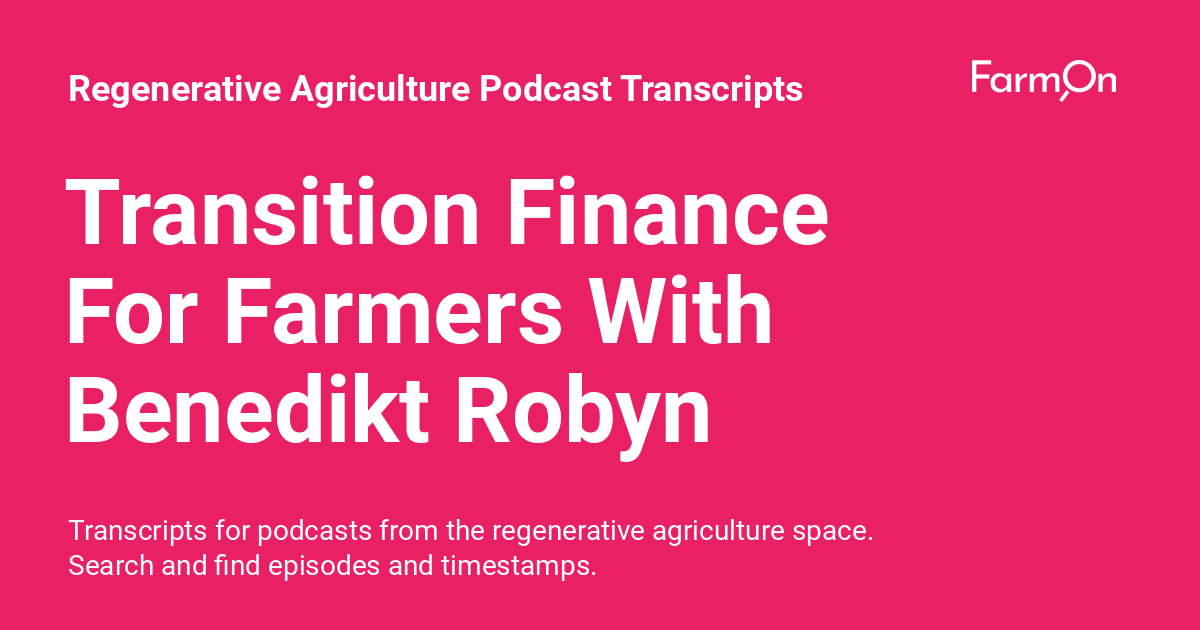 Regenerative Agriculture Podcast Transcripts
FarmOn
Transition Finance
For Farmers With
Benedikt Robyn
Transcripts for podcasts from the regenerative agriculture space.
Search and find episodes and timestamps.